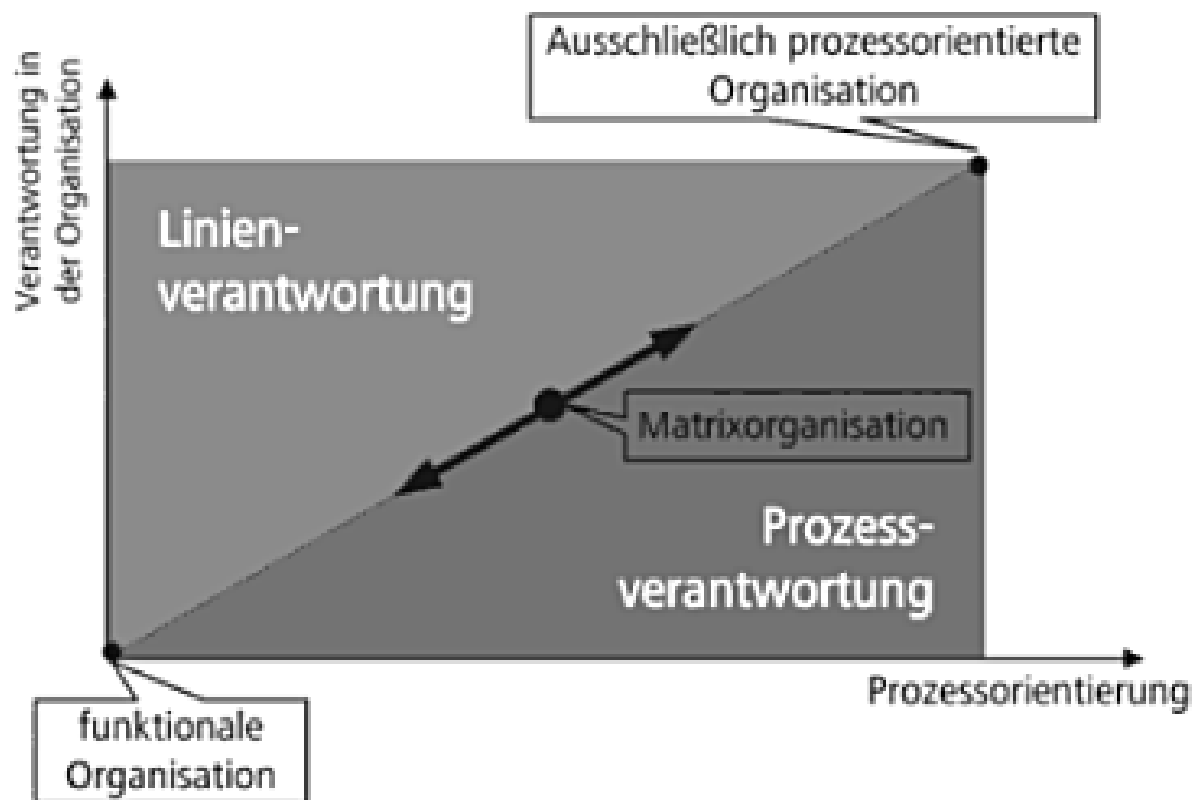 Ausschließlich prozessorientierte
Organisation
Verantwortung in
der Organisation
Linien-
verantwortung
Matrixorganisation
Prozess-
verantwortung
Prozessorientierung
funktionale
Organisation